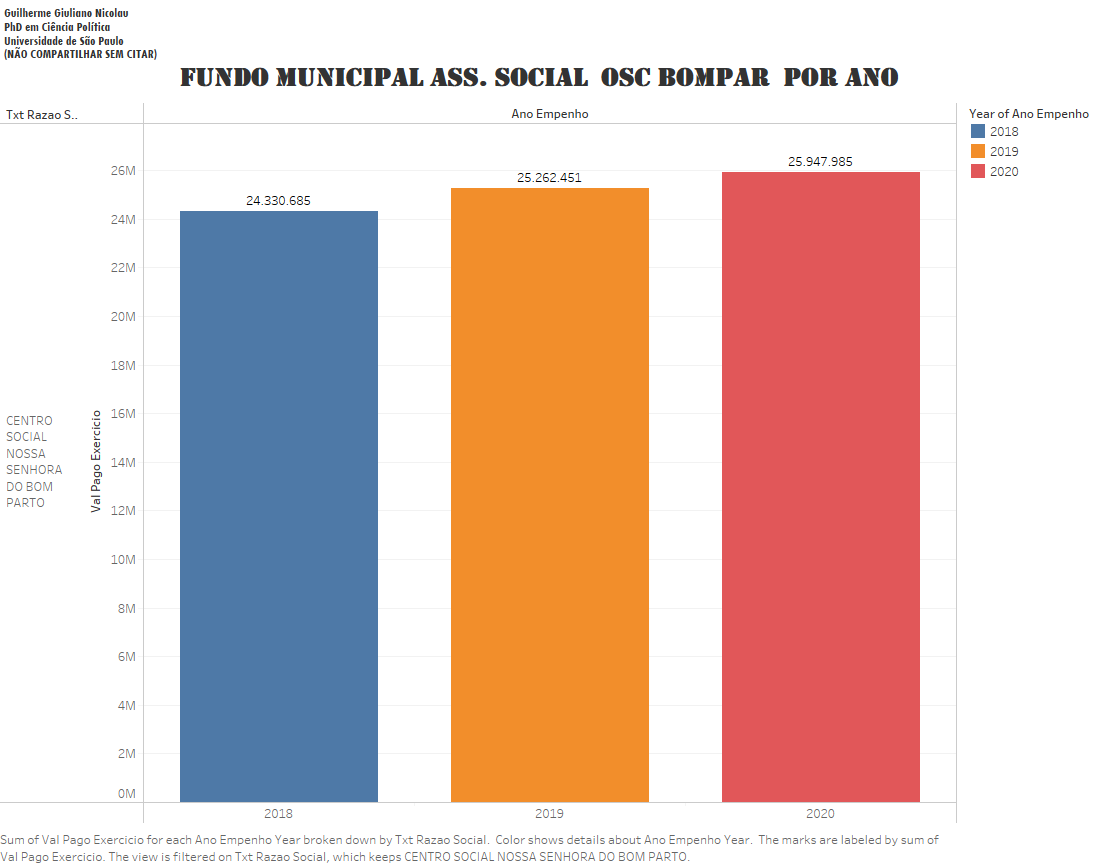 Guilherme Giuliano Nicolau
PhD em Ciência Política
Universidade de São Paulo
(NÃO COMPARTILHAR SEM CITAR)
FUNDO MUNICIPAL ASS. SOCIAL OSC BOMPAR POR ANO
Txt Razao S..
Ano Empenho
Year of Ano Empenho
2018
2019
2020
CENTRO
SOCIAL
NOSSA
SENHORA
DO BOM
PARTO
Val Pago Exercicio
26M
24M
22M
20M
18M
16M
14M
12M
10M
8M
6M
4M
2M
0M
24.330.685
25.262.451
25.947.985
2018
2019
2020
Sum of Val Pago Exercicio for each Ano Empenho Year broken down by Txt Razao Social. Color shows details about Ano Empenho Year. The marks are labeled by sum of
Val Pago Exercicio. The view is filtered on Txt Razao Social, which keeps CENTRO SOCIAL NOSSA SENHORA DO BOM PARTO.